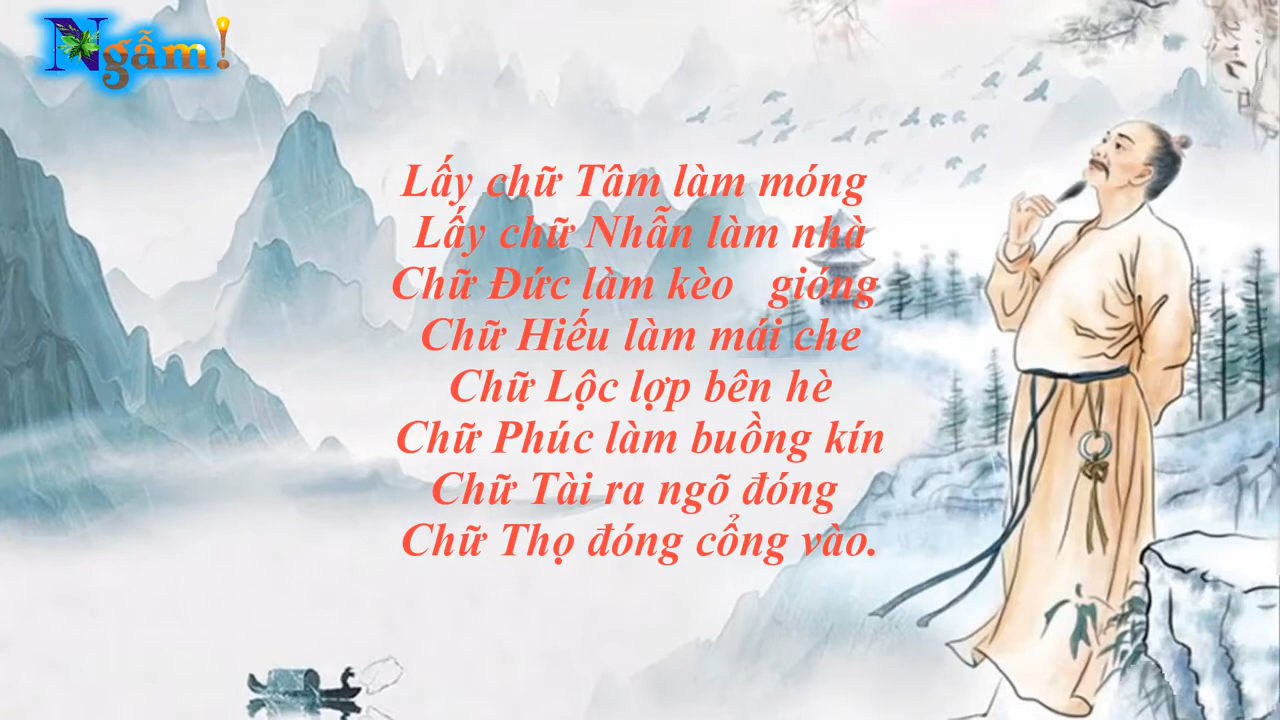 Ngẫm!
Lấy chữ Tâm làm móng
Lấy chữ Nhẫn làm nhà
Chữ Đức làm kèo gióng
Chữ Hiếu làm mái che
Chữ Lộc lợp bên hè
Chữ Phúc làm buồng kín
Chữ Tài ra ngõ đóng
Chữ Thọ đóng cổng vào.